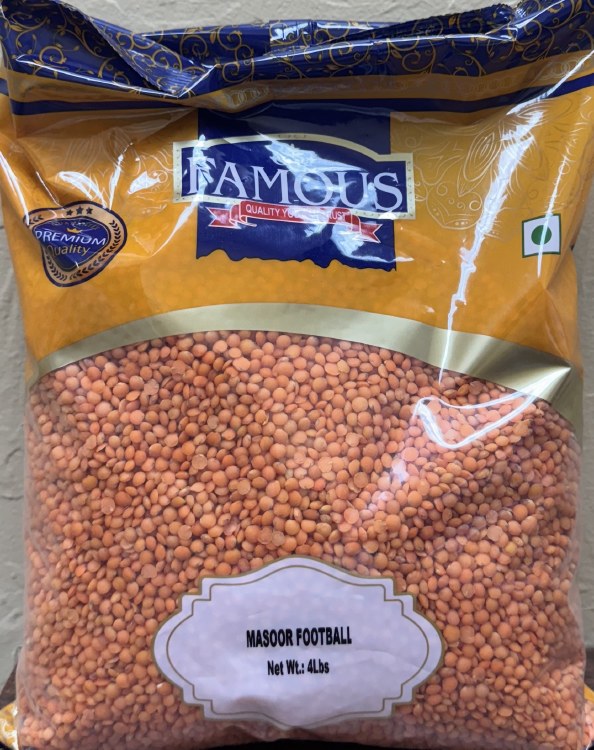 FAMOUS
QUALITY YOU TRUST
PREMIUM
Quality
MASOOR FOOTBALL
Net Wt.: 4Lbs